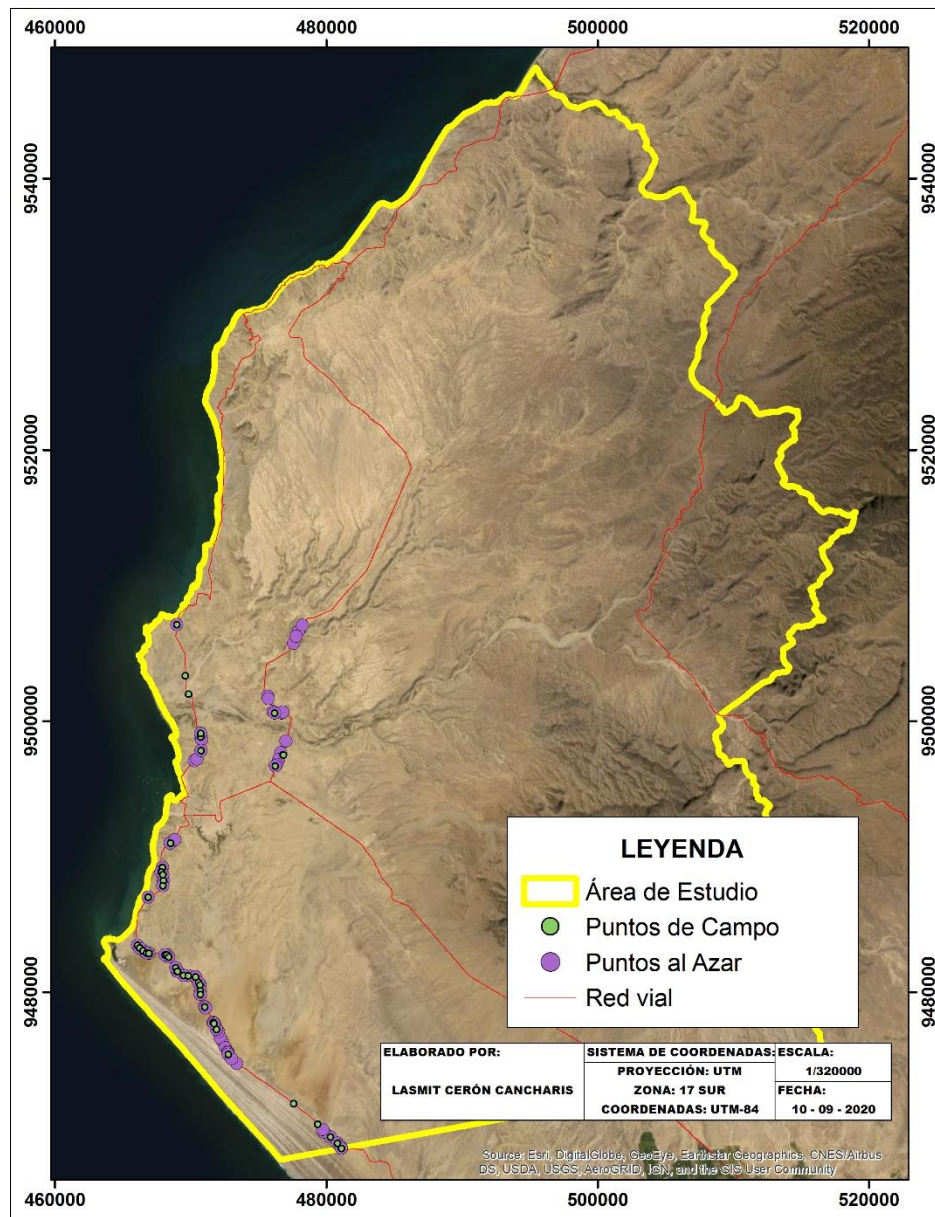 460000 480000 500000 520000
9540000 9540000
9520000 9520000
9500000 9500000
9480000 9480000
LEYENDA
Área de Estudio
Puntos de Campo
Puntos al Azar
Red vial
ELABORADO POR:
LASMIT CERÓN CANCHARIS
SISTEMA DE COORDENADAS:
PROYECCIÓN: UTM
ZONA: 17 SUR
COORDENADAS: UTM-84
ESCALA:
1/320000
FECHA:
10 - 09 - 2020
Source: Esri, DigitalGlobe, GeoEye, Earthstar Geographics, CNES/Airbus
DS, USDA, USGS, AeroGRID, IGN, and the GIS User Community
460000 480000 500000 520000